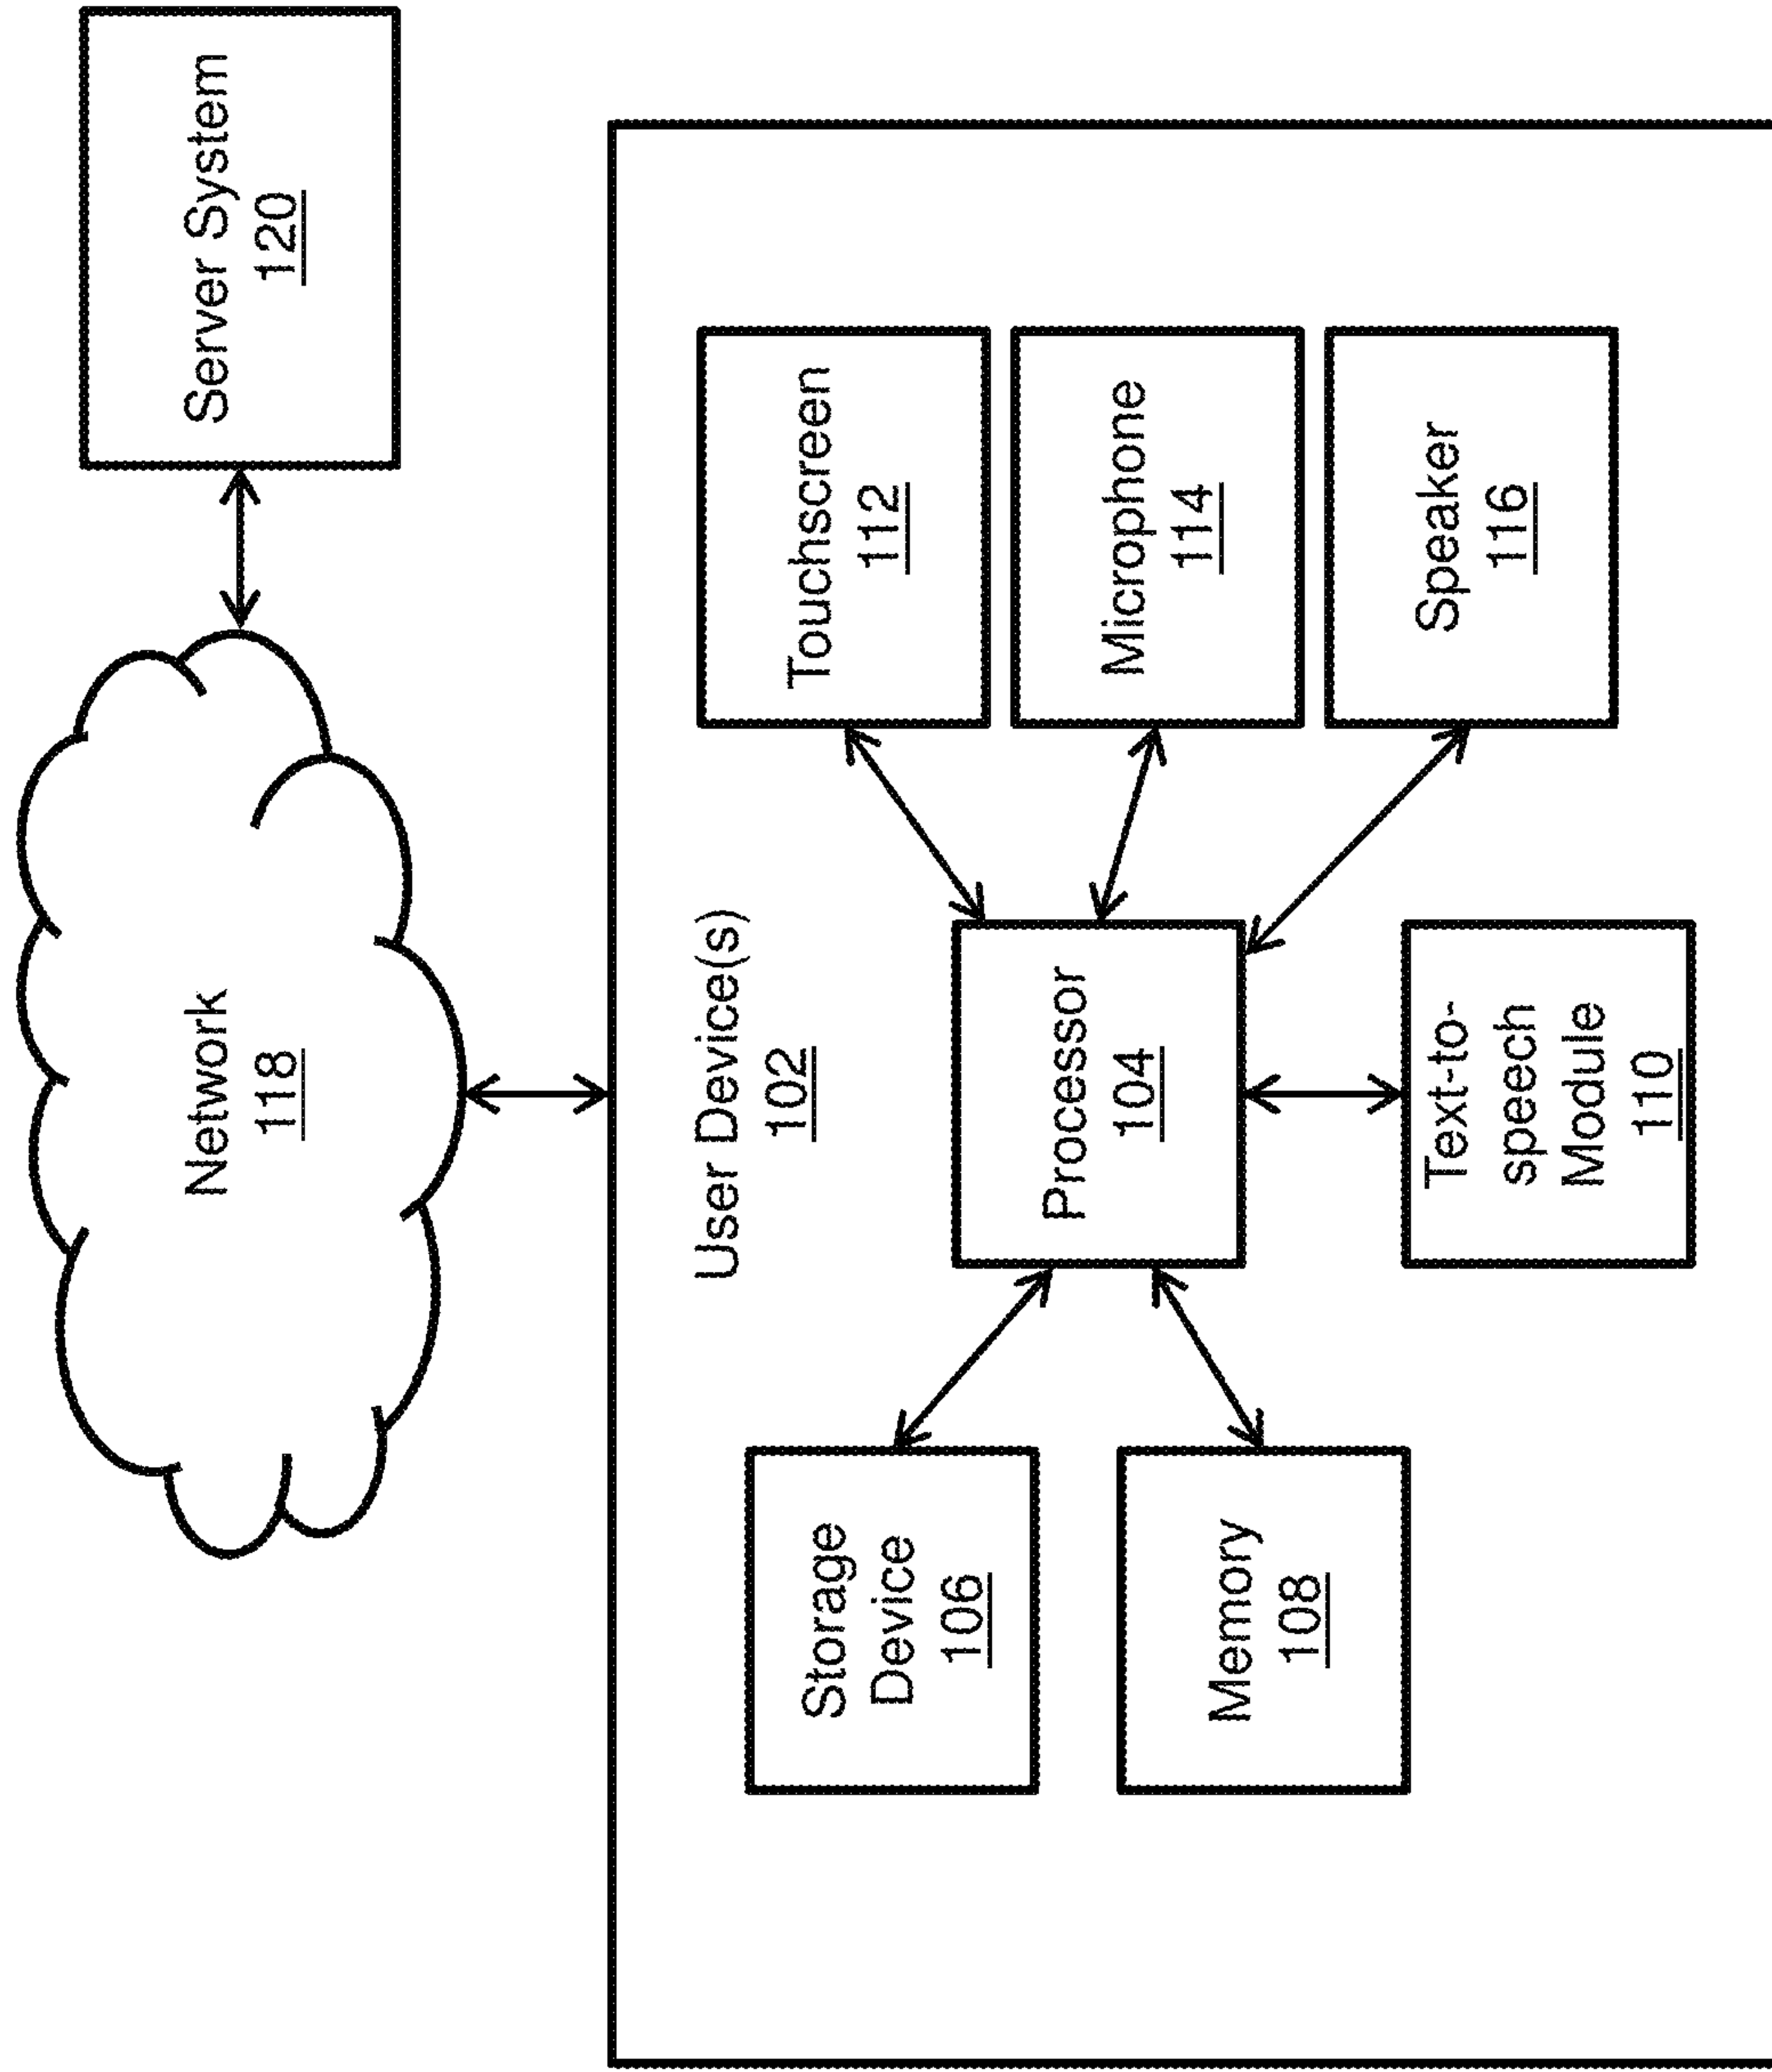 Network
118
Server System
120
User Device(s)
102
Storage
Device
106
Memory
108
Processor
104
Text-to-
speech
Module
110
Touchscreen
112
Microphone
114
Speaker
116